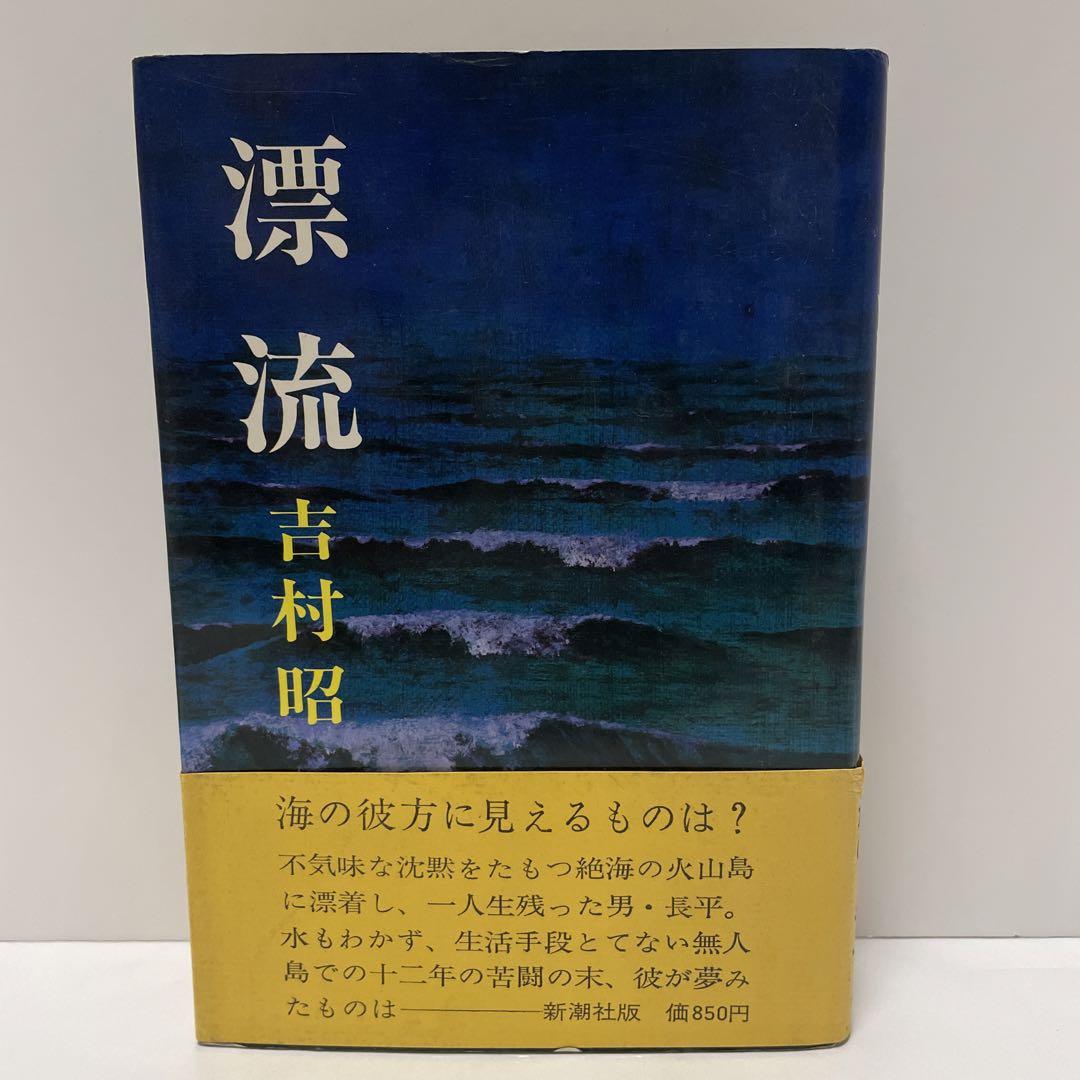 漂流
吉村昭
海の彼方に見えるものは?
不気味な沈黙をたもつ絶海の火山島
に漂着し、一人生残った男・長平。
水もわかず、生活手段とてない無人
島での十二年の苦闘の末、彼が夢み
たものは―――― 新潮社版 価850円